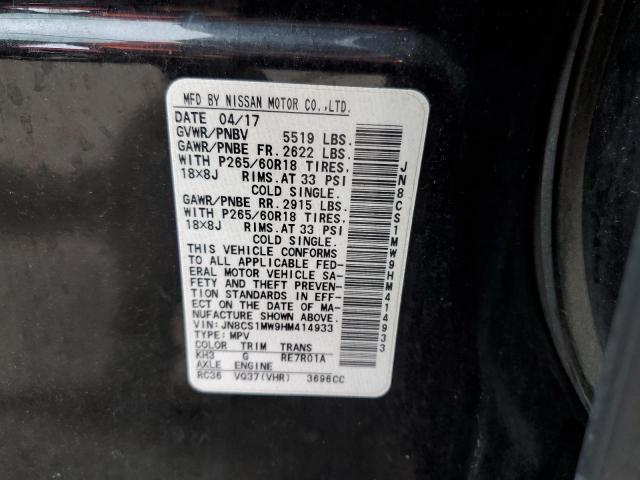 MFD BY NISSAN MOTOR CO.,LTD.
DATE 04/17
GVWR/PNBV 5519 LBS.
GAWR/PNBE FR. 2622 LBS.
WITH P265/60R18 TIRES,
18×8J RIMS.AT 33 PSI
COLD SINGLE.
GAWR/PNBE RR. 2915 LBS.
WITH P265/60R18 TIRES,
18×8J RIMS.AT 33 PSI
COLD SINGLE.
THIS VEHICLE CONFORMS
TO ALL APPLICABLE FED-
ERAL MOTOR VEHICLE SA-
FETY AND THEFT PREVEN-
TION STANDARDS IN EFF-
ECT ON THE DATE OF MA-
NUFACTURE SHOWN ABOVE.
VIN: JN8CS1MW9HM414933
TYPE: MPV
COLOR TRIM TRANS
KH3 G RE7R01A
AXLE ENGINE
RC36 VQ37(VHR) 3696CC
JN8CS1MW9HM414933